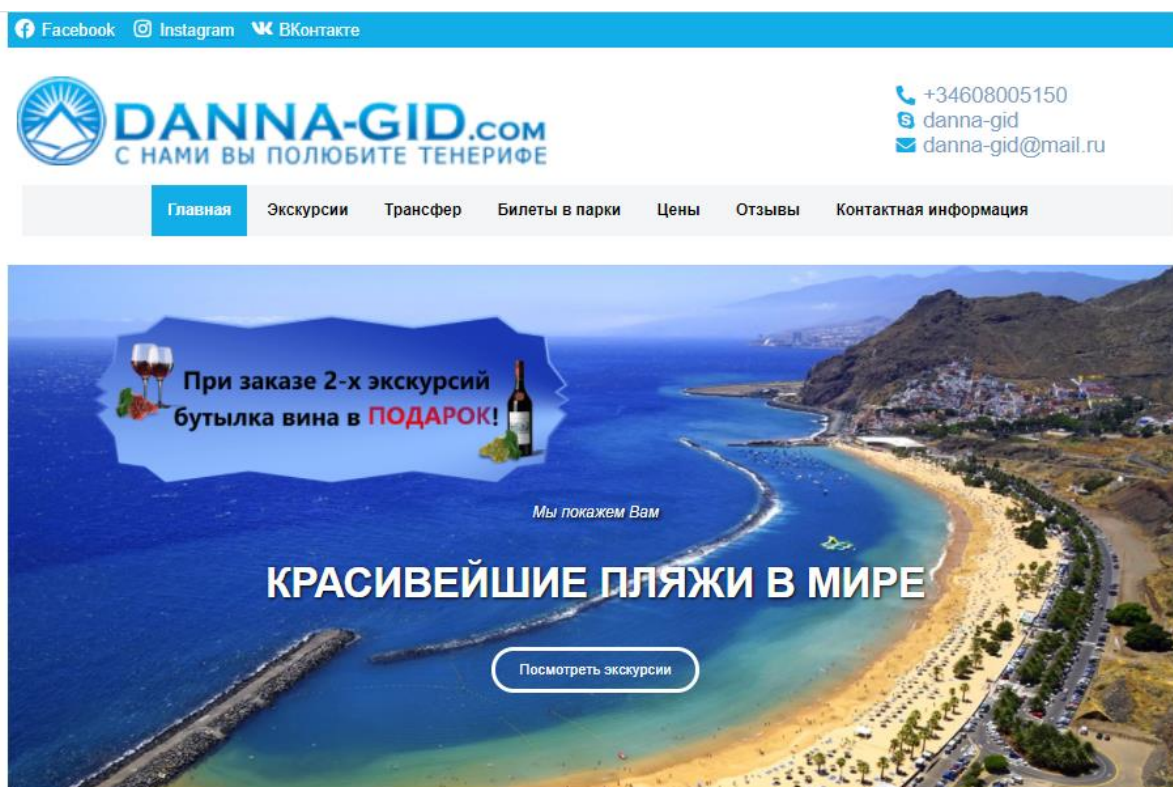 Facebook Instagram ВКонтакте
DANNA-GID.COM
С НАМИ ВЫ ПОЛЮБИТЕ ТЕНЕРИФЕ
+34608005150
danna-gid
danna-gid@mail.ru
Главная Экскурсии Трансфер Билеты в парки Цены Отзывы Контактная информация
При заказе 2-х экскурсий
бутылка вина в ПОДАРОК!
Мы покажем Вам
КРАСИВЕЙШИЕ ПЛЯЖИ В МИРЕ
Посмотреть экскурсии